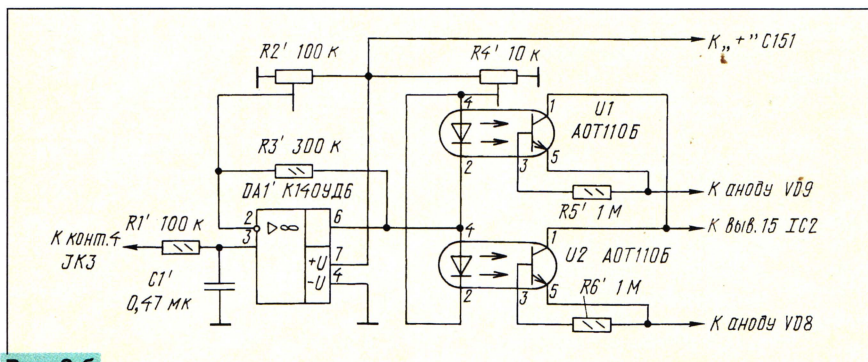 R2' 100 к
R4' 10 к
К „+” С151
4
1
U1
АОТ110Б
R3' 300 к
2
3
5
К аноду VD9
DA1' К140УД6
R5' 1 М
R1' 100 к
2
▷∞
6
4
1
К выв.15 IC2
К конт.4
JK3
3
7
+U
-U
4
U2 АОТ110Б
C1'
0,47 мк
2
3
5
R6' 1 М
К аноду VD8